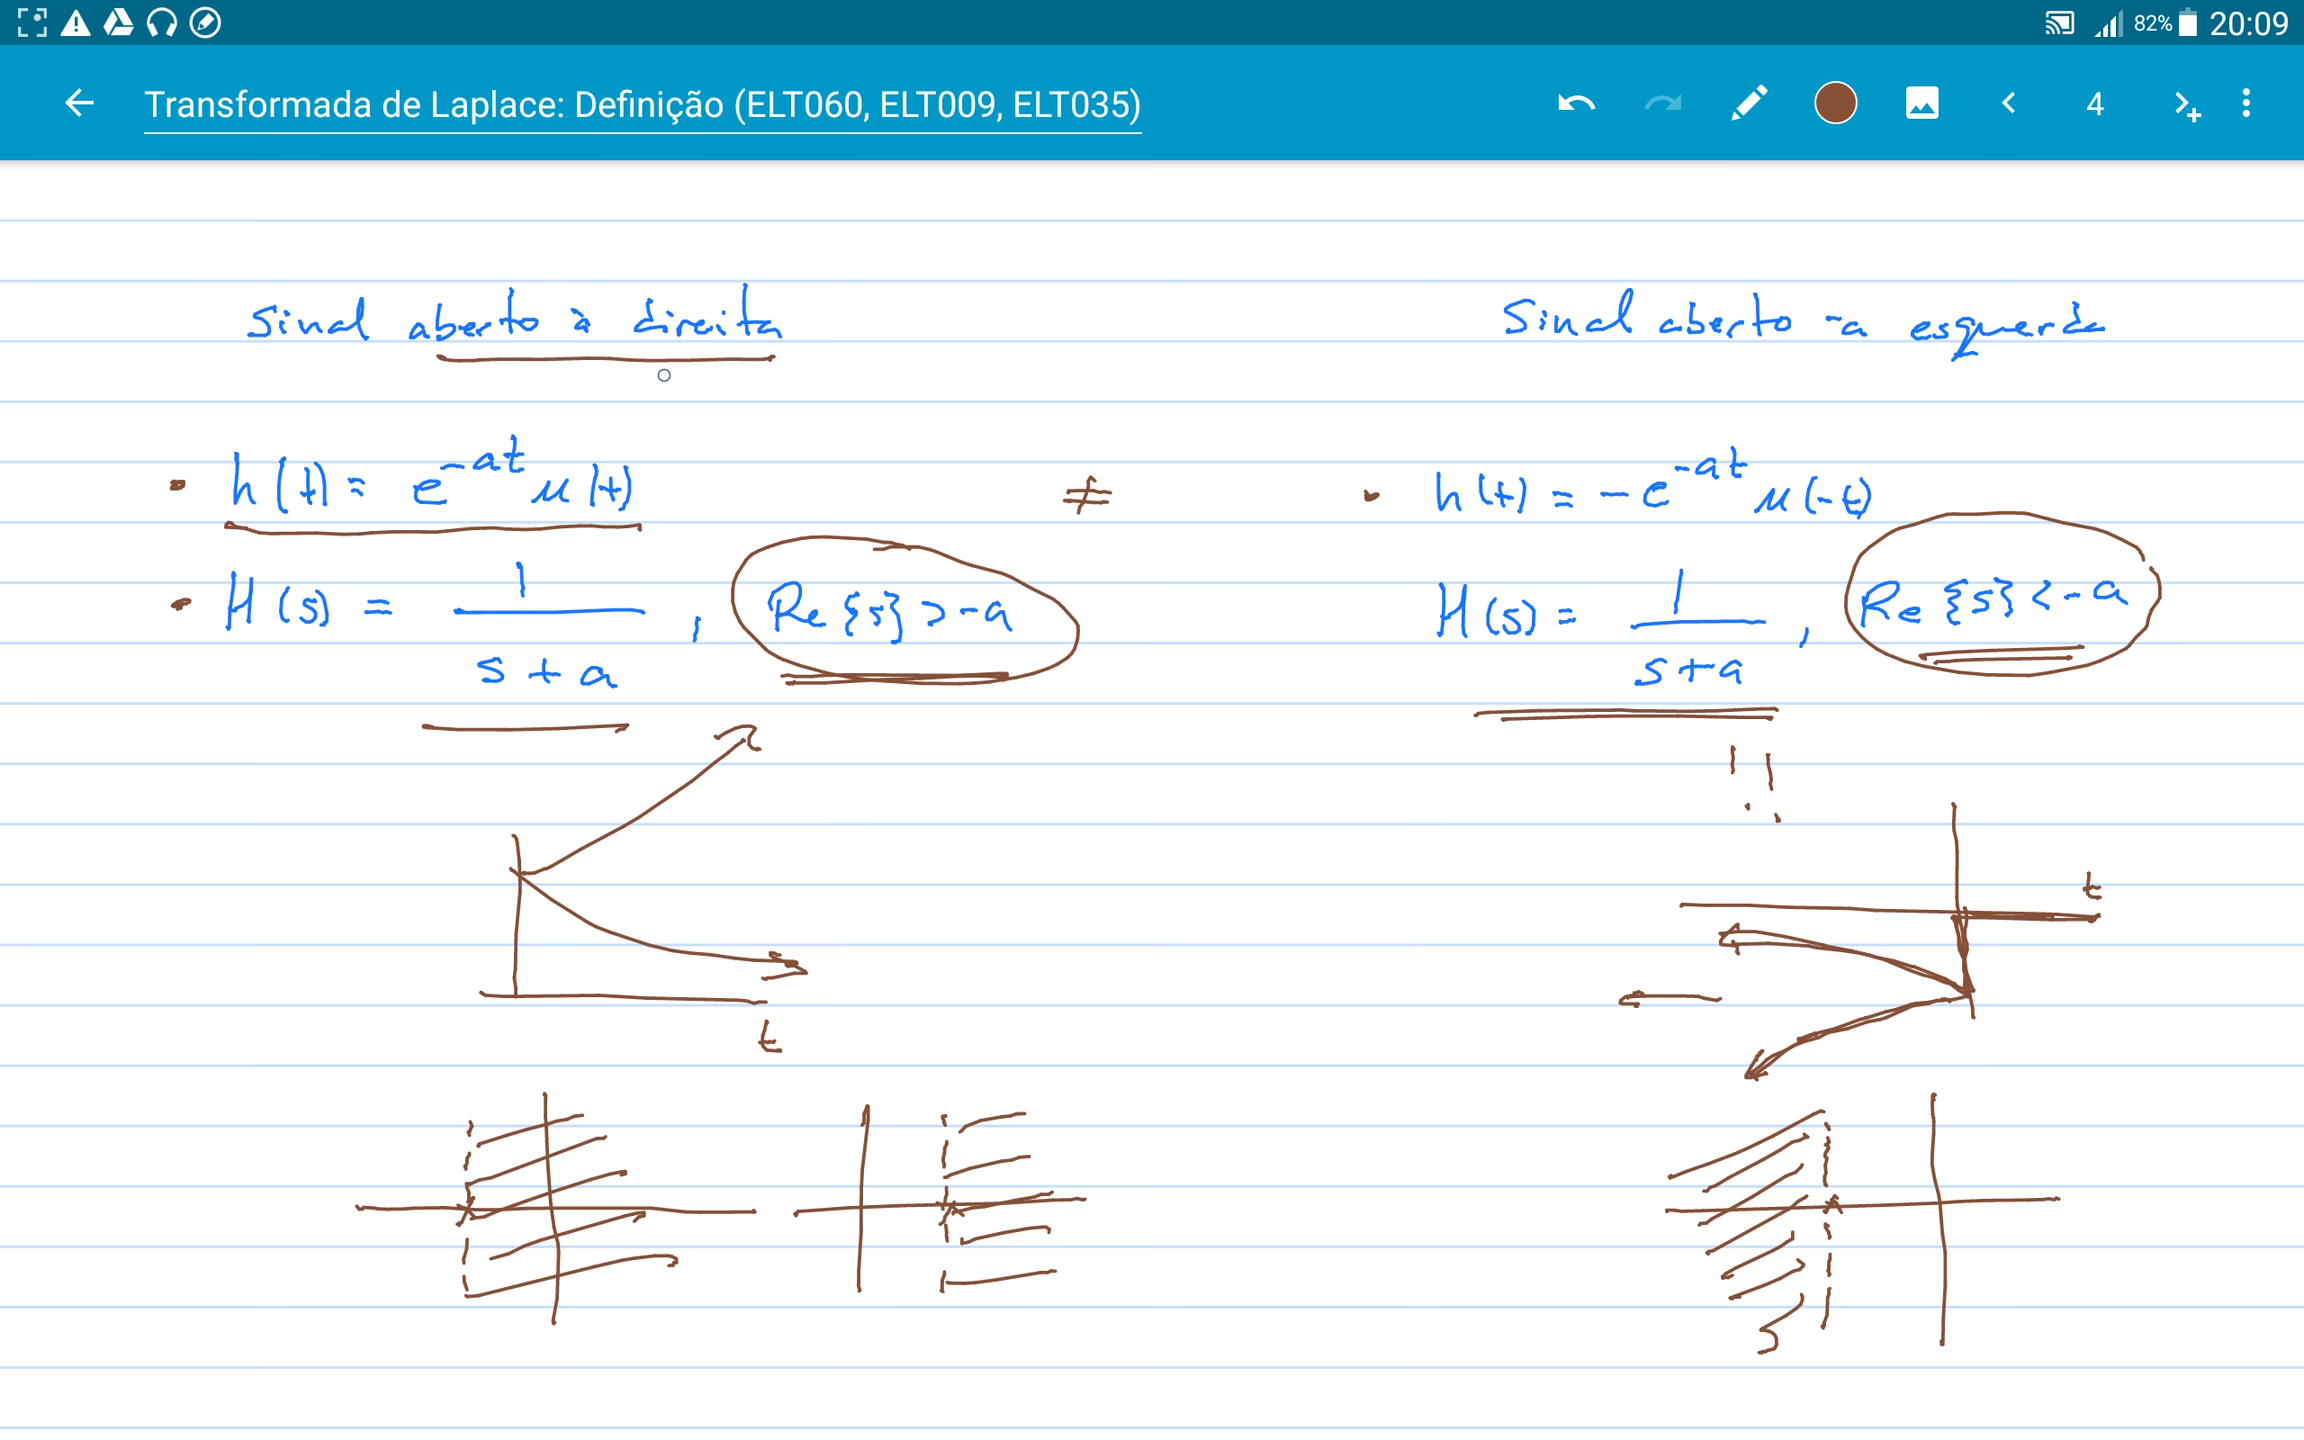 82% 20:09
Transformada de Laplace: Definição (ELT060, ELT009, ELT035) 4
Sinal aberto à direita
h(t) = e^-at u(t)
H(s) = 1/(s+a), Re{s} > -a
t
≠
Sinal aberto -a esquerda
h(t) = -e^-at u(-t)
H(s) = 1/(s+a), Re{s} < -a
!!
t